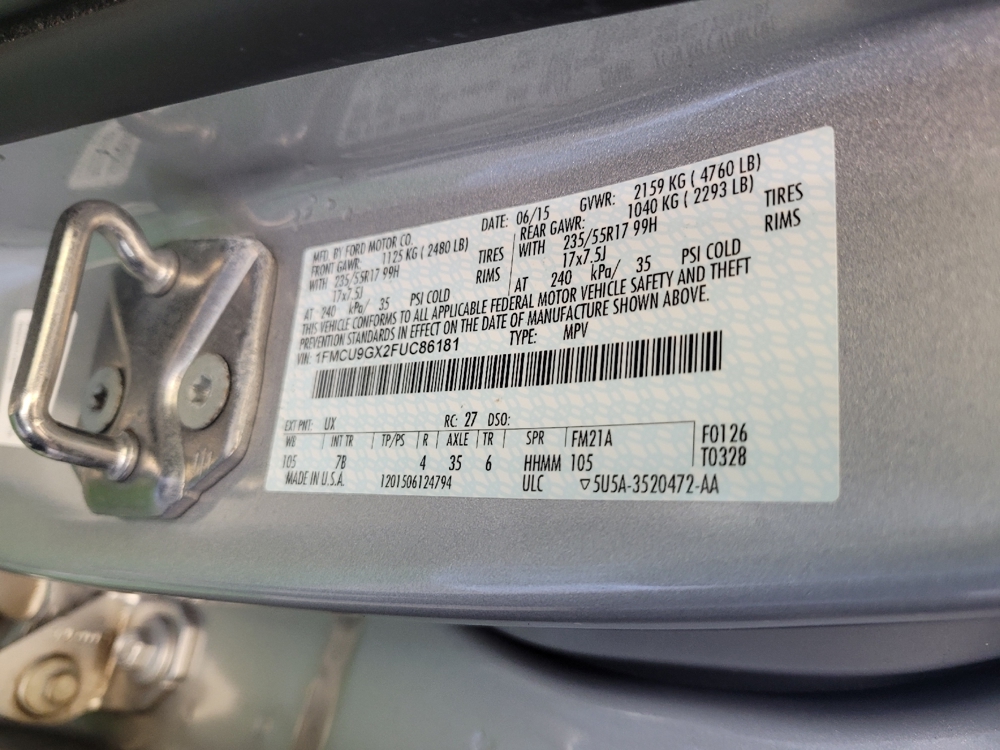 MFD. BY FORD MOTOR CO.
DATE: 06/15 GVWR: 2159 KG ( 4760 LB)
FRONT GAWR: 1125 KG ( 2480 LB) REAR GAWR: 1040 KG ( 2293 LB)
WITH 235/55R17 99H TIRES WITH 235/55R17 99H TIRES
17x7.5J RIMS 17x7.5J RIMS
AT 240 kPa/ 35 PSI COLD AT 240 kPa/ 35 PSI COLD
THIS VEHICLE CONFORMS TO ALL APPLICABLE FEDERAL MOTOR VEHICLE SAFETY AND THEFT
PREVENTION STANDARDS IN EFFECT ON THE DATE OF MANUFACTURE SHOWN ABOVE.
VIN: 1FMCU9GX2FUC86181 TYPE: MPV
EXT PNT: UX RC: 27 DSO:
WB INT TR TP/PS R AXLE TR SPR FM21A F0126
105 7B 4 35 6 HHMM 105 T0328
MADE IN U.S.A. 1201506124794 ULC ▽5U5A-3520472-AA